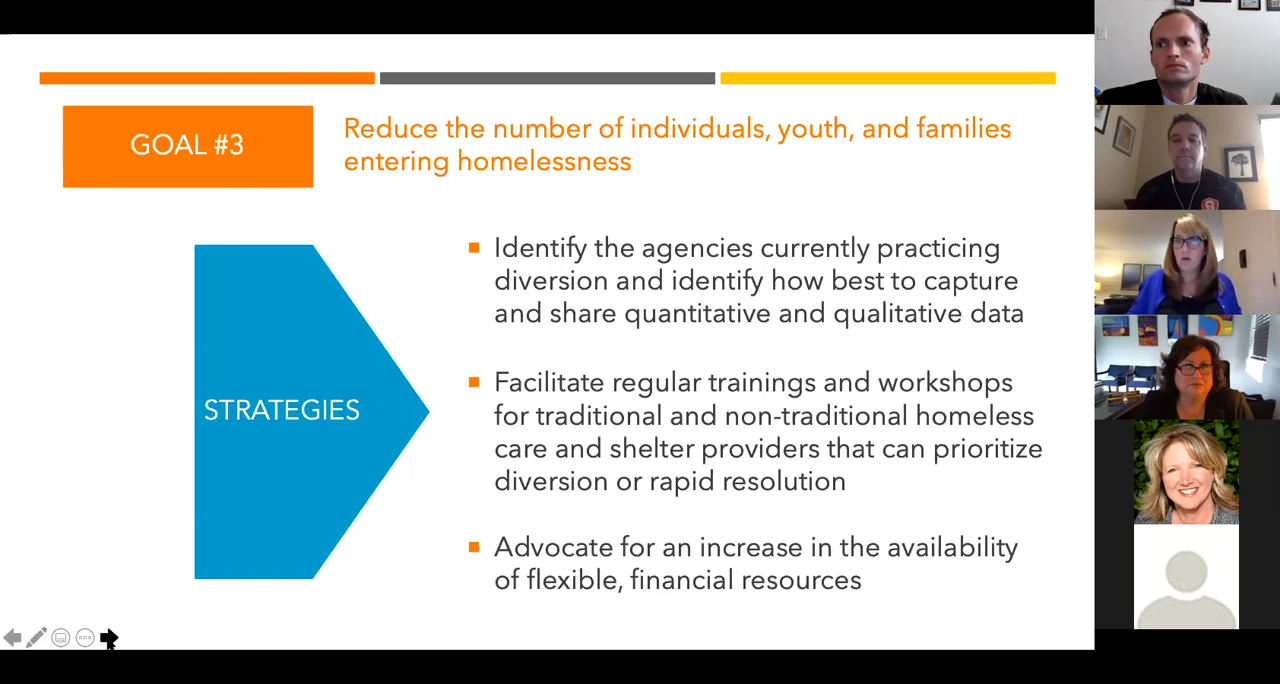 GOAL #3
Reduce the number of individuals, youth, and families
entering homelessness
STRATEGIES
Identify the agencies currently practicing
diversion and identify how best to capture
and share quantitative and qualitative data
Facilitate regular trainings and workshops
for traditional and non-traditional homeless
care and shelter providers that can prioritize
diversion or rapid resolution
Advocate for an increase in the availability
of flexible, financial resources